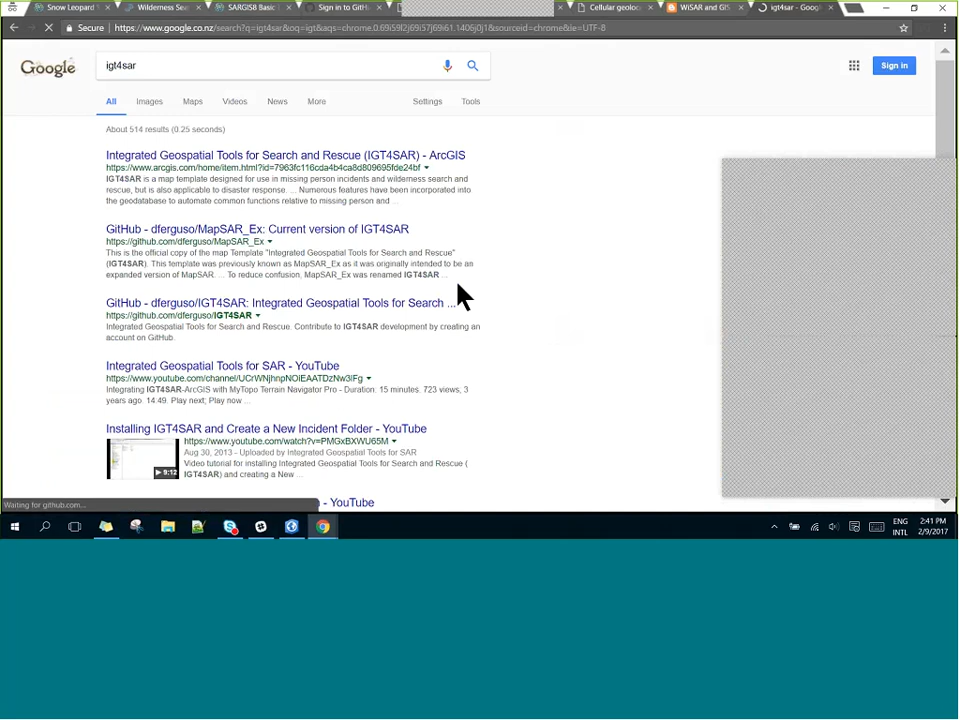 Snow Leopard
Wilderness Sea
SARGIS8 Basic
Sign in to GitH
Cellular geoloc
WiSAR and GIS
igt4sar - Google
Secure
https://www.google.co.nz/search?q=igt4sar&oq=igt&aqs=chrome.0.69i59l2j69i57j69i61.1406j0j1&sourceid=chrome&ie=UTF-8
Google
igt4sar
Sign in
All
Images
Maps
Videos
News
More
Settings
Tools
About 514 results (0.25 seconds)
Integrated Geospatial Tools for Search and Rescue (IGT4SAR) - ArcGIS
https://www.arcgis.com/home/item.html?id=7963fc116cda4b4ca8d809695fde24bf
IGT4SAR is a map template designed for use in missing person incidents and wilderness search and
rescue, but is also applicable to disaster response. ... Numerous features have been incorporated into
the geodatabase to automate common functions relative to missing person and ...
GitHub - dferguso/MapSAR_Ex: Current version of IGT4SAR
https://github.com/dferguso/MapSAR_Ex
This is the official copy of the map Template "Integrated Geospatial Tools for Search and Rescue"
(IGT4SAR). This template was previously known as MapSAR_Ex as it was originally intended to be an
expanded version of MapSAR. ... To reduce confusion, MapSAR_Ex was renamed IGT4SAR ...
GitHub - dferguso/IGT4SAR: Integrated Geospatial Tools for Search ...
https://github.com/dferguso/IGT4SAR
Integrated Geospatial Tools for Search and Rescue. Contribute to IGT4SAR development by creating an
account on GitHub.
Integrated Geospatial Tools for SAR - YouTube
https://www.youtube.com/channel/UCrWNjhnpNOiEAATDzNw3lFg
Integrating IGT4SAR-ArcGIS with MyTopo Terrain Navigator Pro - Duration: 15 minutes. 723 views, 3
years ago. 14:49. Play next; Play now ...
Installing IGT4SAR and Create a New Incident Folder - YouTube
https://www.youtube.com/watch?v=PMGxBXWU65M
Aug 30, 2013 - Uploaded by Integrated Geospatial Tools for SAR
Video tutorial for installing Integrated Geospatial Tools for Search and Rescue (
IGT4SAR) and creating a New ...
9:12
- YouTube
Waiting for github.com...
ENG
INTL
2:41 PM
2/9/2017